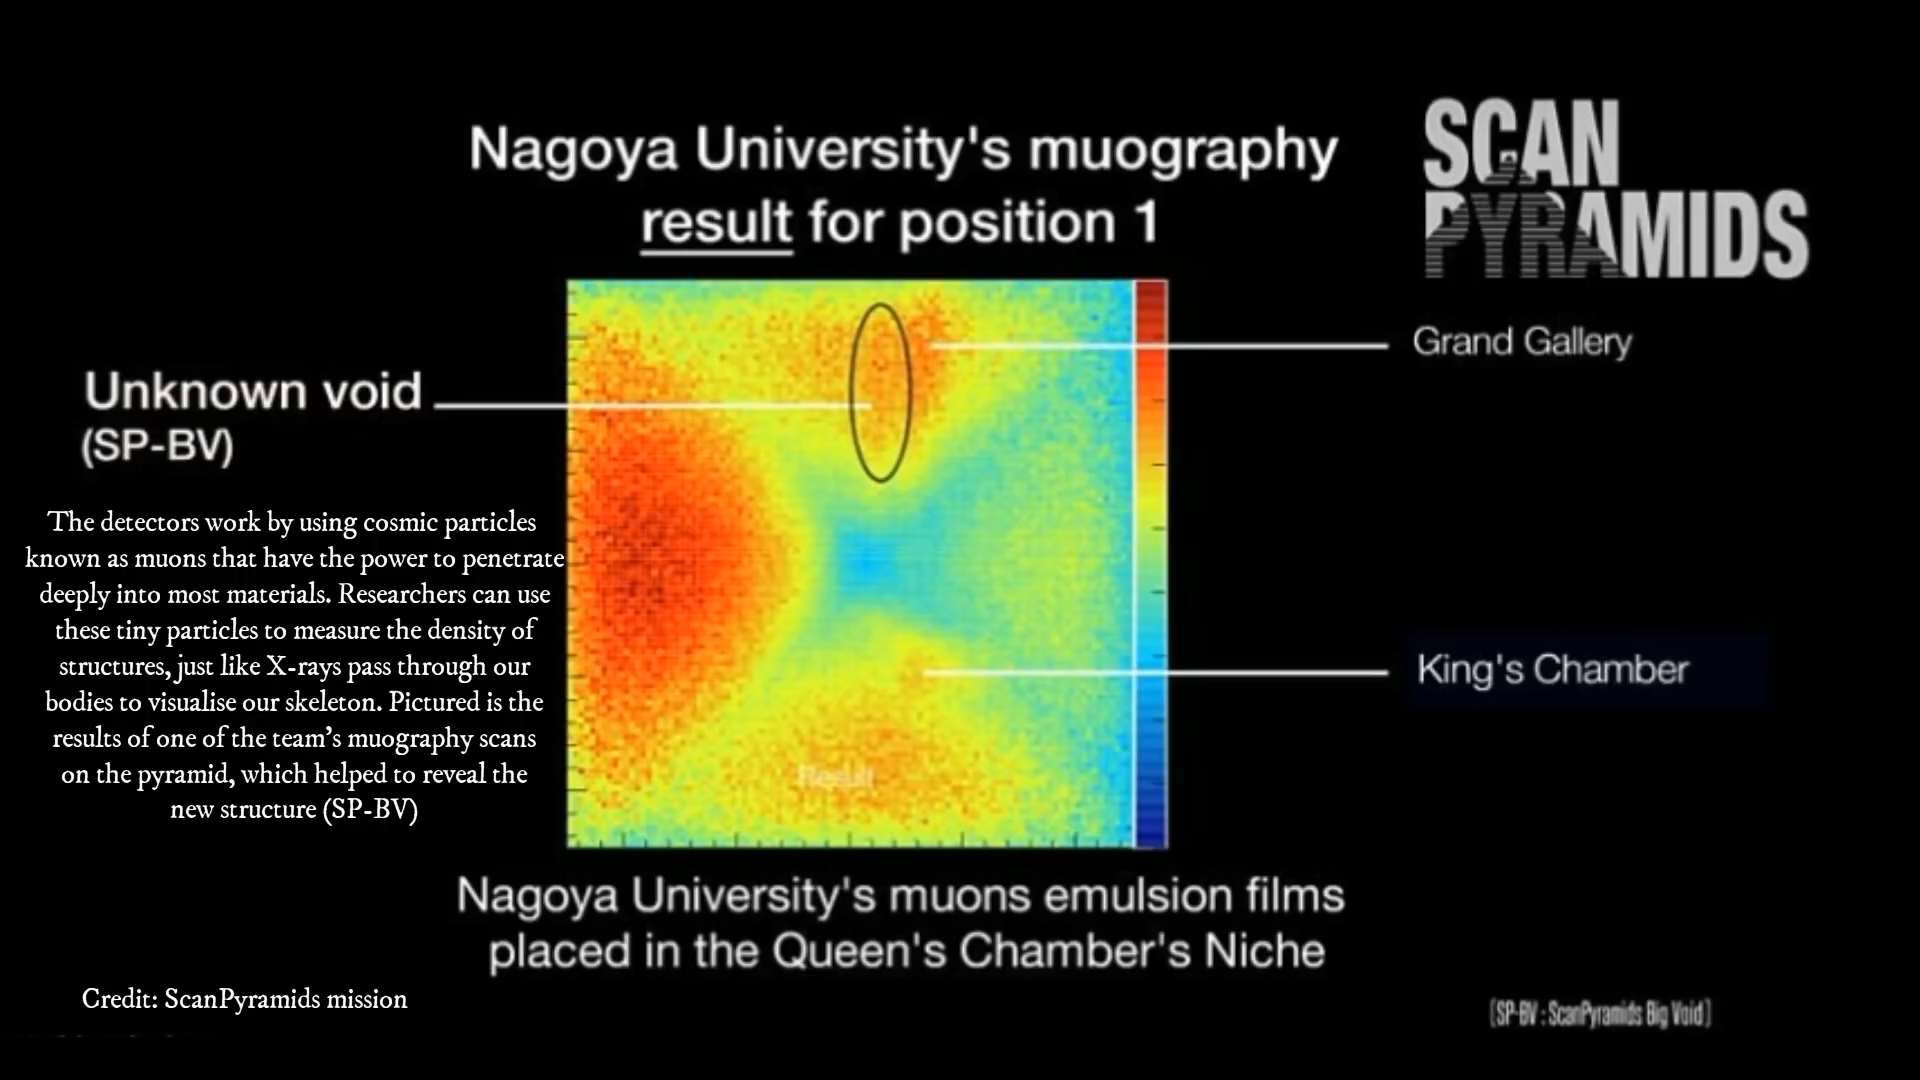 Nagoya University's muography
result for position 1
SCAN
PYRAMIDS
Grand Gallery
Unknown void
(SP-BV)
The detectors work by using cosmic particles
known as muons that have the power to penetrate
deeply into most materials. Researchers can use
these tiny particles to measure the density of
structures, just like X-rays pass through our
bodies to visualise our skeleton. Pictured is the
results of one of the team's muography scans
on the pyramid, which helped to reveal the
new structure (SP-BV)
King's Chamber
Result
Nagoya University's muons emulsion films
placed in the Queen's Chamber's Niche
Credit: ScanPyramids mission
(SP-BV : ScanPyramids Big Void)